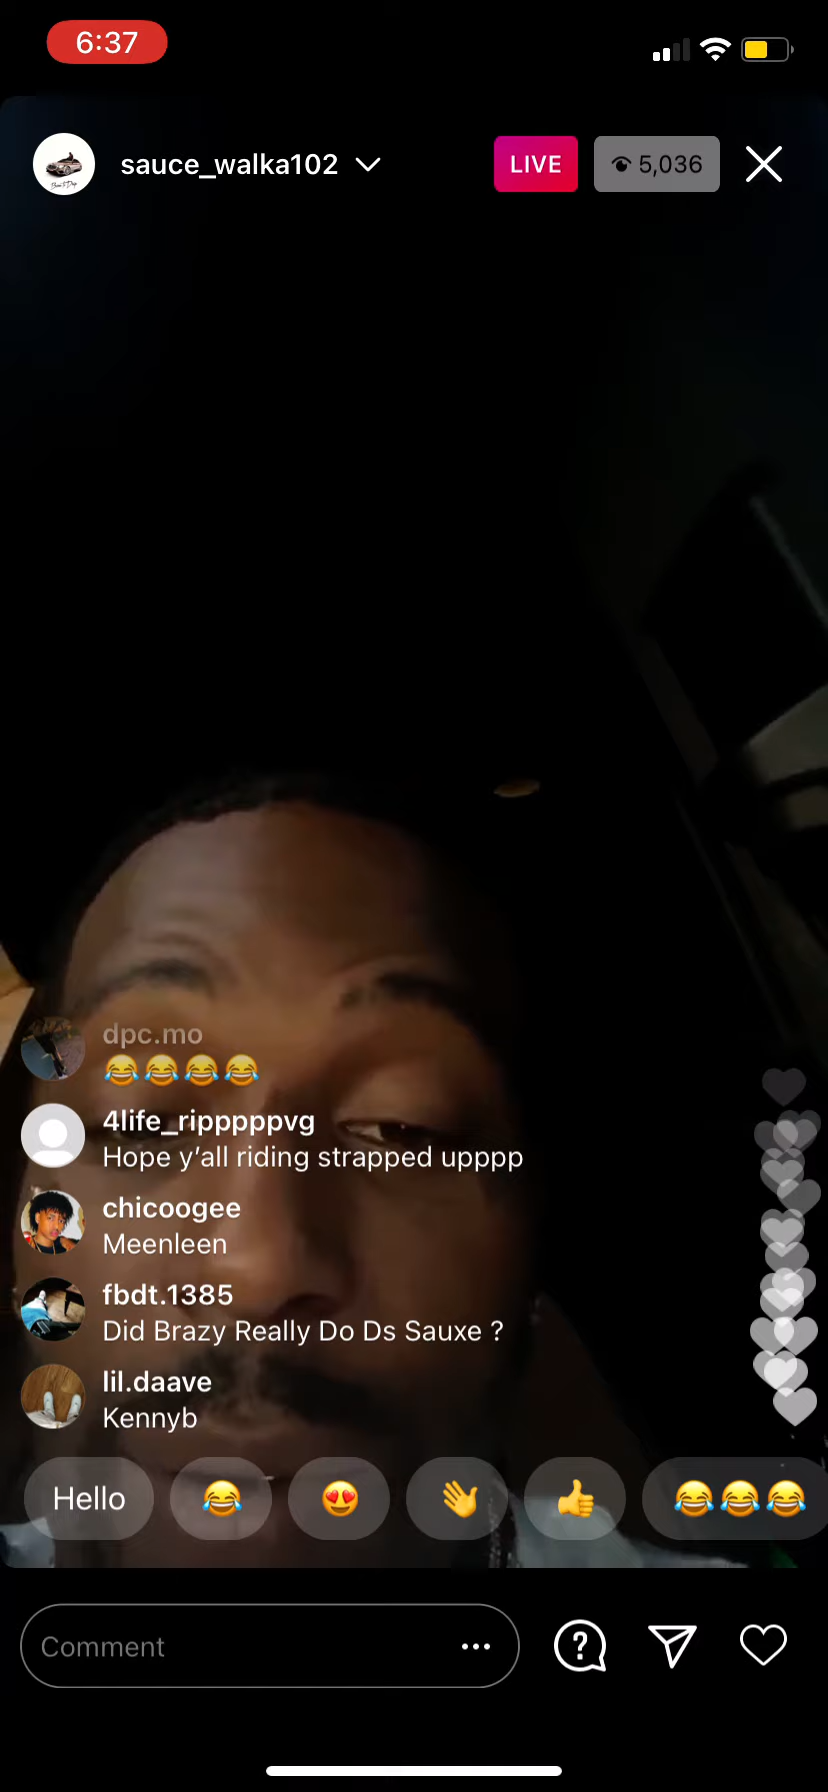 6:37
sauce_walka102
LIVE
5,036
dpc.mo
😂😂😂😂
4life_ripppppvg
Hope y'all riding strapped upppp
chicoogee
Meenleen
fbdt.1385
Did Brazy Really Do Ds Sauxe ?
lil.daave
Kennyb
Hello 😂 😍 👋 👍 😂😂😂
Comment